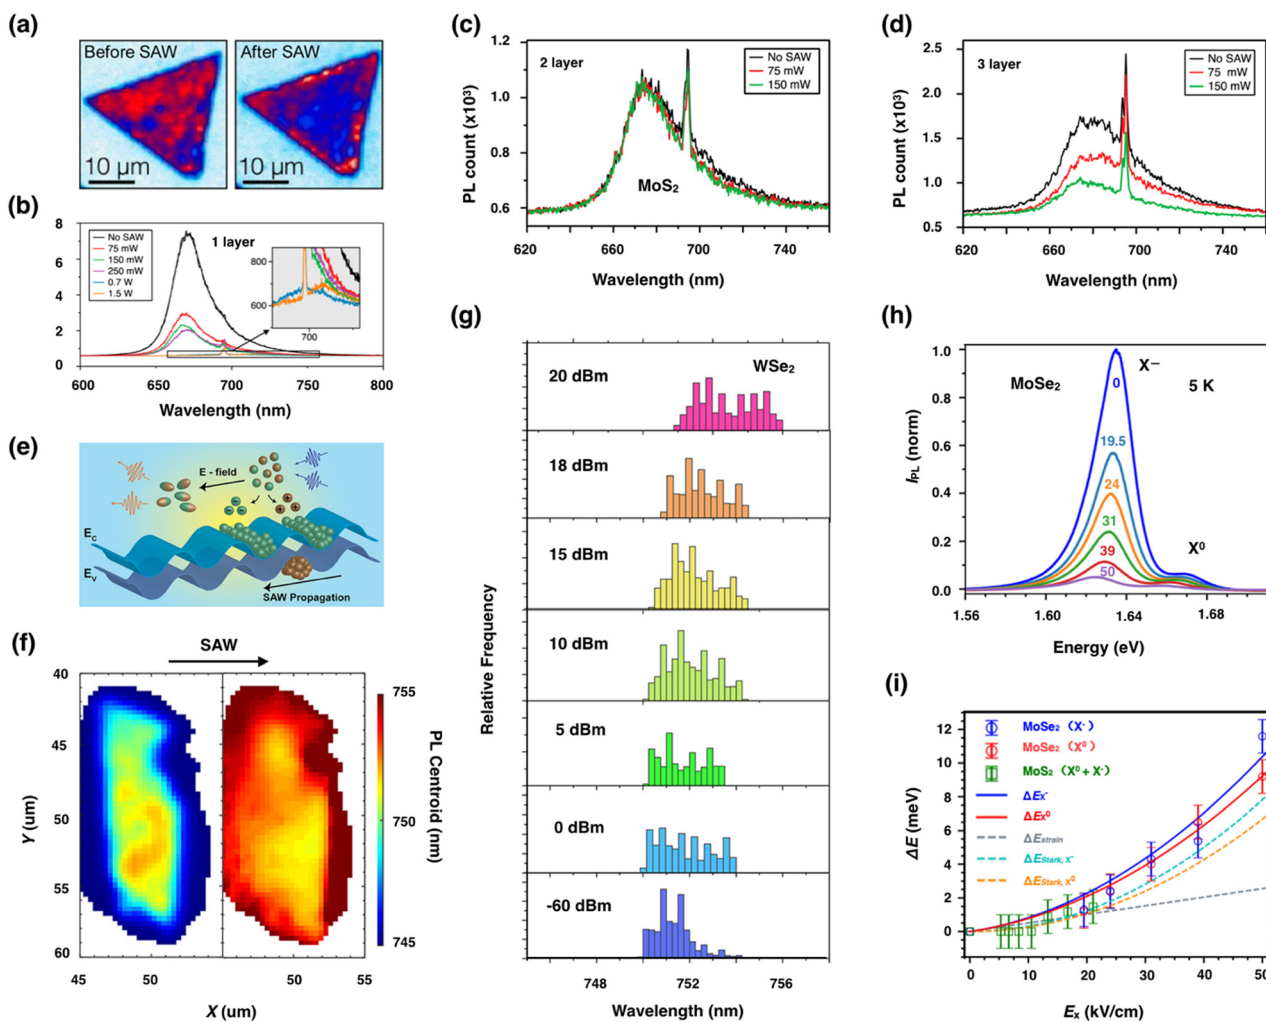 (a)
Before SAW
After SAW
10 µm
10 µm
(b)
8
6
4
2
0
No SAW
75 mW
150 mW
250 mW
0.7 W
1.5 W
1 layer
800
600
700
600
650
700
750
800
Wavelength (nm)
(c)
1.2
1.0
0.8
0.6
PL count (x10³)
2 layer
No SAW
75 mW
150 mW
MoS₂
620
660
700
740
Wavelength (nm)
(d)
2.5
2.0
1.5
1.0
0.5
PL count (x10³)
3 layer
No SAW
75 mW
150 mW
620
660
700
740
Wavelength (nm)
(e)
E - field
E_C
E_V
SAW Propagation
(f)
SAW
40
45
50
55
60
Y (um)
45
50
50
55
X (um)
755
750
745
PL Centroid (nm)
(g)
20 dBm
WSe₂
18 dBm
15 dBm
10 dBm
5 dBm
0 dBm
-60 dBm
Relative Frequency
748
752
756
Wavelength (nm)
(h)
1.0
0.8
0.6
0.4
0.2
0.0
I_PL (norm)
MoSe₂
X⁻
5 K
0
19.5
24
31
39
50
X⁰
1.56
1.60
1.64
1.68
Energy (eV)
(i)
12
10
8
6
4
2
0
ΔE (meV)
MoSe₂ (X⁻)
MoSe₂ (X⁰)
MoS₂ (X⁰ + X⁻)
ΔE_X⁻
ΔE_X⁰
ΔE_strain
ΔE_Stark, X⁻
ΔE_Stark, X⁰
0
10
20
30
40
50
E_x (kV/cm)